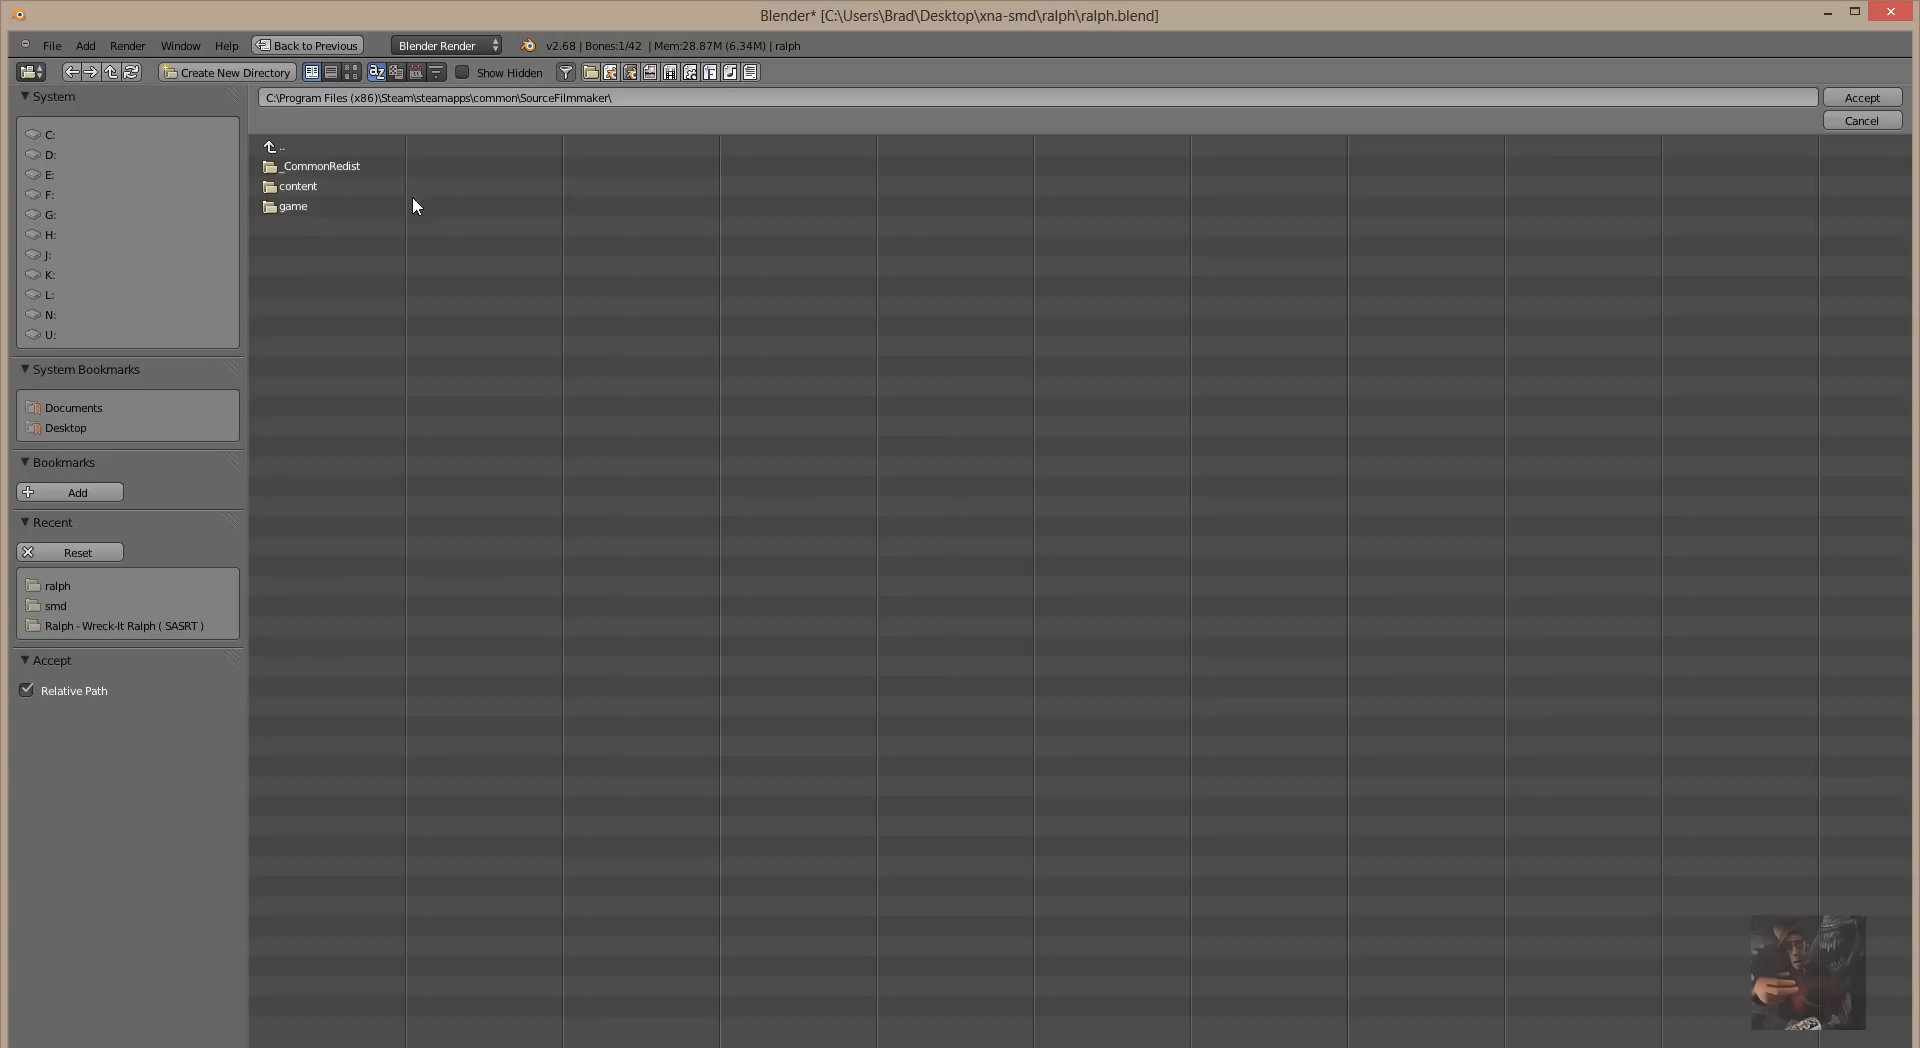 Blender* [C:\Users\Brad\Desktop\xna-smd\ralph\ralph.blend]
File Add Render Window Help Back to Previous Blender Render v2.68 | Bones:1/42 | Mem:28.87M (6.34M) | ralph
Create New Directory Show Hidden
System
C:\Program Files (x86)\Steam\steamapps\common\SourceFilmmaker\
Accept
Cancel
C:
D:
E:
F:
G:
H:
J:
K:
L:
N:
U:
..
_CommonRedist
content
game
System Bookmarks
Documents
Desktop
Bookmarks
Add
Recent
Reset
ralph
smd
Ralph - Wreck-It Ralph ( SASRT )
Accept
Relative Path